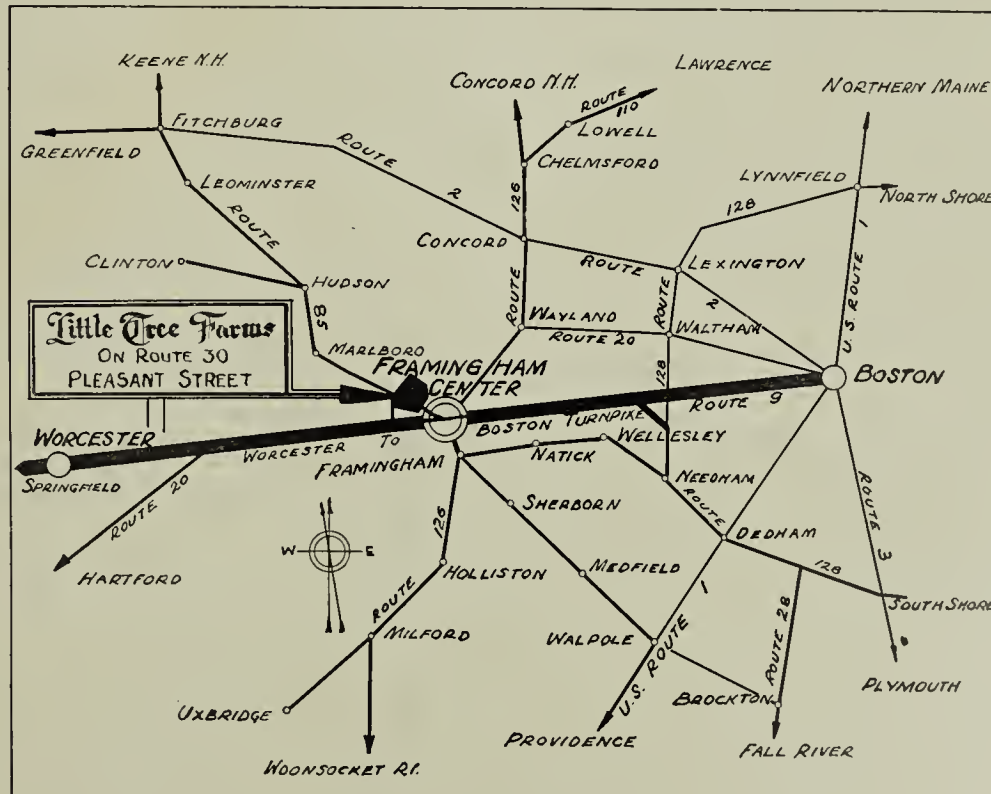 KEENE N.H.
CONCORD N.H.
LAWRENCE
NORTHERN MAINE
ROUTE
110
FITCHBURG
LOWELL
GREENFIELD
ROUTE
2
CHELMSFORD
LYNNFIELD
LEOMINSTER
126
128
NORTH SHORE
ROUTE
CONCORD
U.S. ROUTE 1
CLINTON
ROUTE
LEXINGTON
HUDSON
2
ROUTE
ROUTE
85
WAYLAND
WALTHAM
ROUTE 20
Little Tree Farms
ON ROUTE 30
PLEASANT STREET
MARLBORO
FRAMINGHAM
CENTER
128
BOSTON
WORCESTER
WORCESTER
TO
BOSTON TURNPIKE
ROUTE 9
SPRINGFIELD
FRAMINGHAM
NATICK
WELLESLEY
ROUTE 20
NEEDHAM
SHERBORN
ROUTE
126
DEDHAM
ROUTE 3
W
E
HARTFORD
HOLLISTON
MEDFIELD
128
SOUTH SHORE
ROUTE
MILFORD
WALPOLE
U.S. ROUTE 1
ROUTE 28
PLYMOUTH
BROCKTON
UXBRIDGE
PROVIDENCE
FALL RIVER
WOONSOCKET R.I.